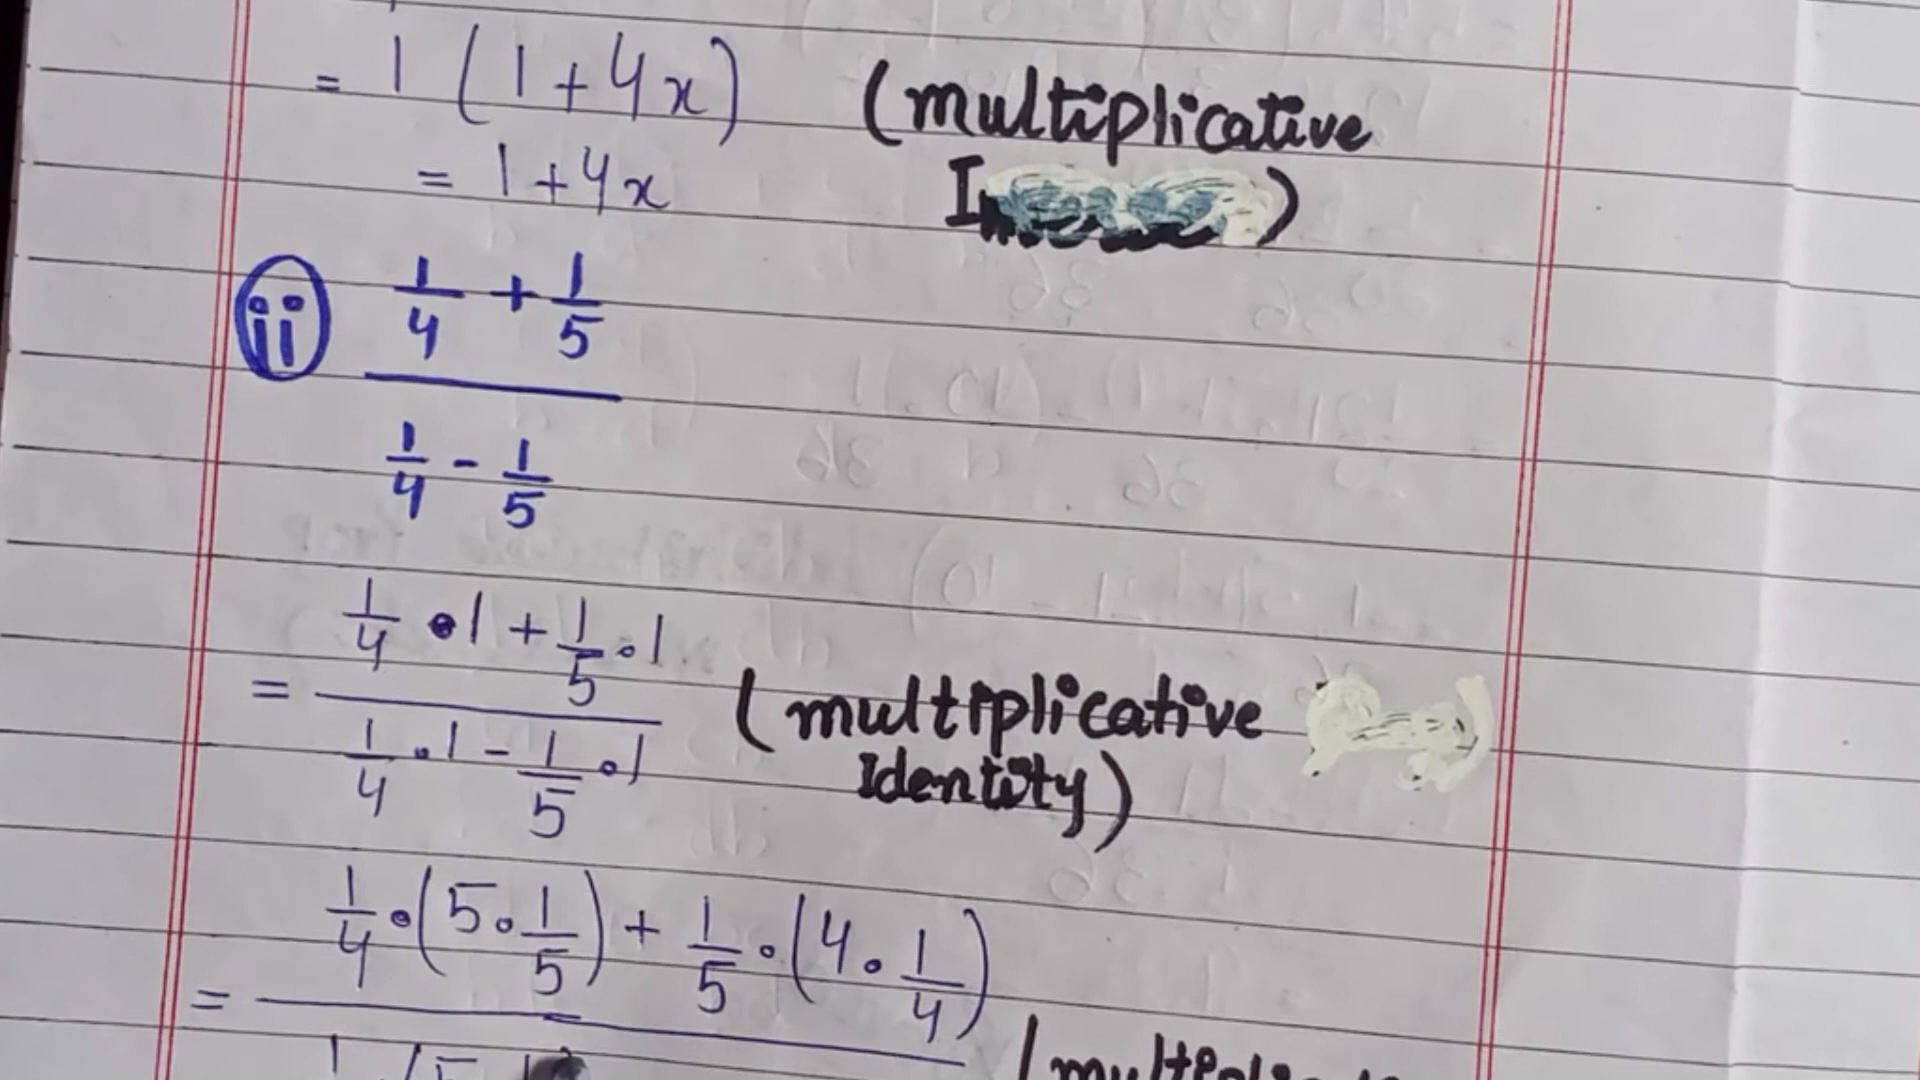 = 1 (1+4x) (multiplicative
= 1+4x )
ii 1/4 + 1/5
1/4 - 1/5
= 1/4 • 1 + 1/5 • 1
1/4 • 1 - 1/5 • 1
(multiplicative
Identity)
= 1/4 • (5 • 1/5) + 1/5 • (4 • 1/4)